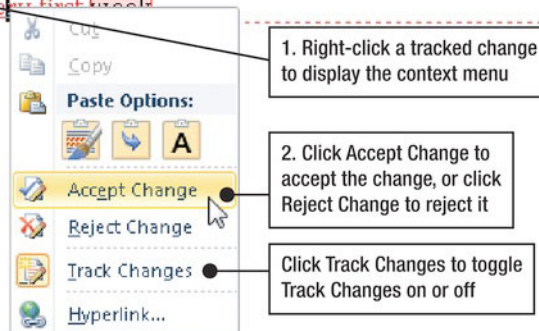 first week
Cut
Copy
Paste Options:
A
Accept Change
Reject Change
Track Changes
Hyperlink...
1. Right-click a tracked change
to display the context menu
2. Click Accept Change to
accept the change, or click
Reject Change to reject it
Click Track Changes to toggle
Track Changes on or off